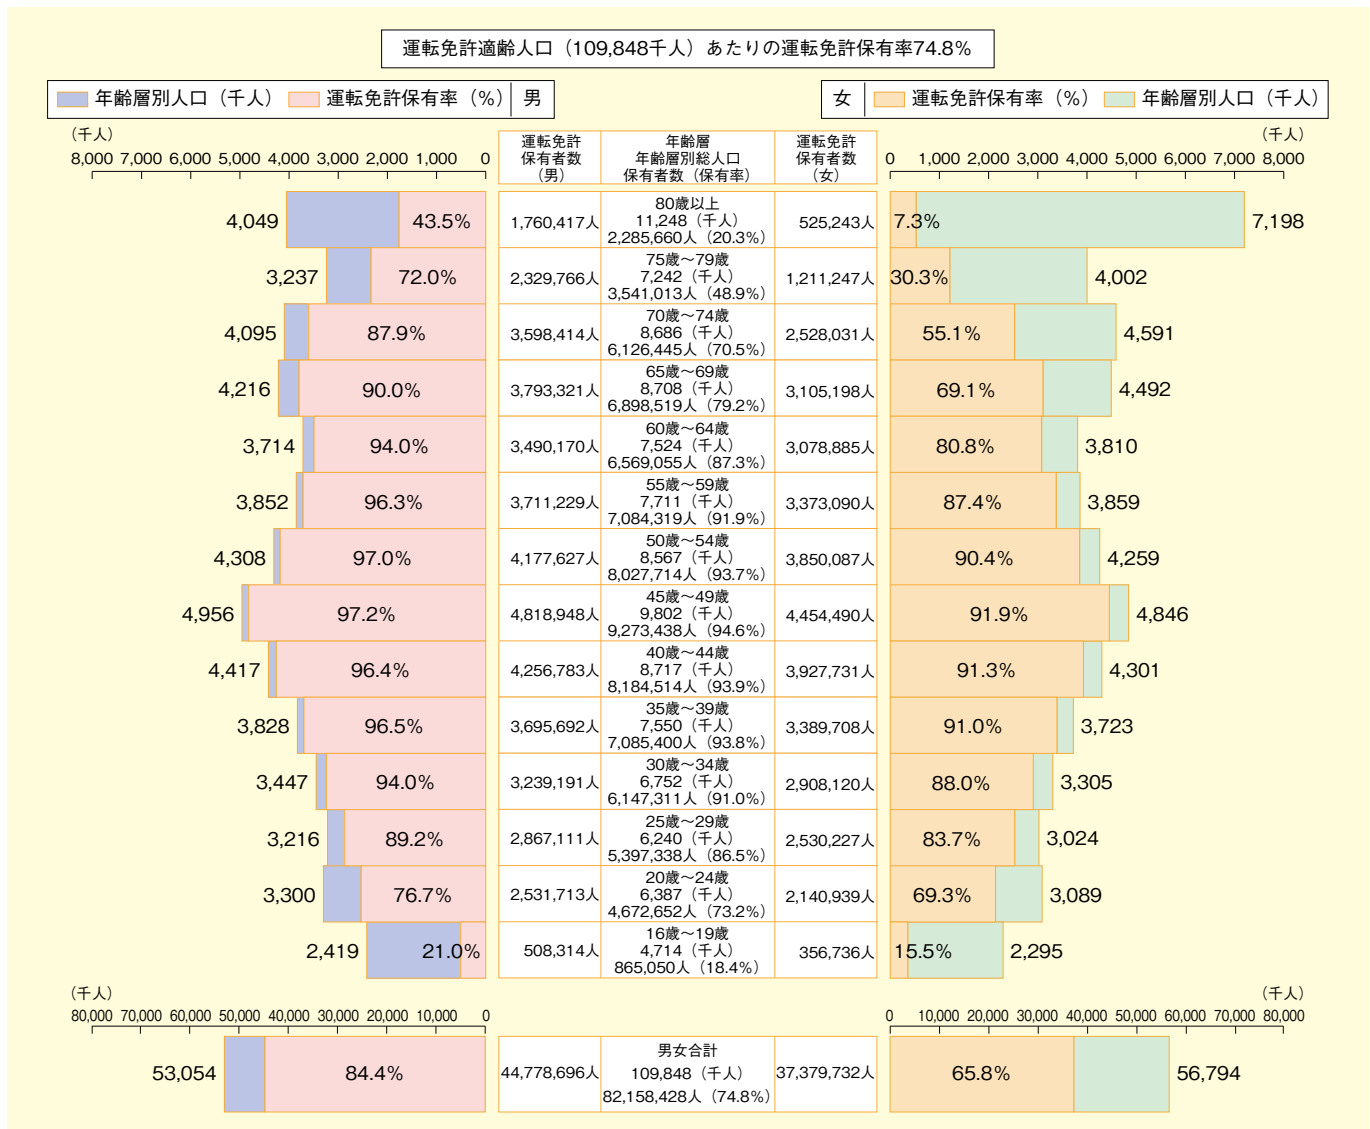 運転免許適齢人口（109,848千人）あたりの運転免許保有率74.8%
年齢層別人口（千人） 運転免許保有率（%） 男
女 運転免許保有率（%） 年齢層別人口（千人）
（千人）
8,000 7,000 6,000 5,000 4,000 3,000 2,000 1,000 0
運転免許
保有者数
（男）
年齢層
年齢層別総人口
保有者数（保有率）
運転免許
保有者数
（女）
（千人）
0 1,000 2,000 3,000 4,000 5,000 6,000 7,000 8,000
4,049 43.5% 1,760,417人
80歳以上
11,248（千人）
2,285,660人（20.3%）
525,243人 7.3% 7,198
3,237 72.0% 2,329,766人
75歳～79歳
7,242（千人）
3,541,013人（48.9%）
1,211,247人 30.3% 4,002
4,095 87.9% 3,598,414人
70歳～74歳
8,686（千人）
6,126,445人（70.5%）
2,528,031人 55.1% 4,591
4,216 90.0% 3,793,321人
65歳～69歳
8,708（千人）
6,898,519人（79.2%）
3,105,198人 69.1% 4,492
3,714 94.0% 3,490,170人
60歳～64歳
7,524（千人）
6,569,055人（87.3%）
3,078,885人 80.8% 3,810
3,852 96.3% 3,711,229人
55歳～59歳
7,711（千人）
7,084,319人（91.9%）
3,373,090人 87.4% 3,859
4,308 97.0% 4,177,627人
50歳～54歳
8,567（千人）
8,027,714人（93.7%）
3,850,087人 90.4% 4,259
4,956 97.2% 4,818,948人
45歳～49歳
9,802（千人）
9,273,438人（94.6%）
4,454,490人 91.9% 4,846
4,417 96.4% 4,256,783人
40歳～44歳
8,717（千人）
8,184,514人（93.9%）
3,927,731人 91.3% 4,301
3,828 96.5% 3,695,692人
35歳～39歳
7,550（千人）
7,085,400人（93.8%）
3,389,708人 91.0% 3,723
3,447 94.0% 3,239,191人
30歳～34歳
6,752（千人）
6,147,311人（91.0%）
2,908,120人 88.0% 3,305
3,216 89.2% 2,867,111人
25歳～29歳
6,240（千人）
5,397,338人（86.5%）
2,530,227人 83.7% 3,024
3,300 76.7% 2,531,713人
20歳～24歳
6,387（千人）
4,672,652人（73.2%）
2,140,939人 69.3% 3,089
2,419 21.0% 508,314人
16歳～19歳
4,714（千人）
865,050人（18.4%）
356,736人 15.5% 2,295
（千人）
80,000 70,000 60,000 50,000 40,000 30,000 20,000 10,000 0
（千人）
0 10,000 20,000 30,000 40,000 50,000 60,000 70,000 80,000
53,054 84.4% 44,778,696人
男女合計
109,848（千人）
82,158,428人（74.8%）
37,379,732人 65.8% 56,794